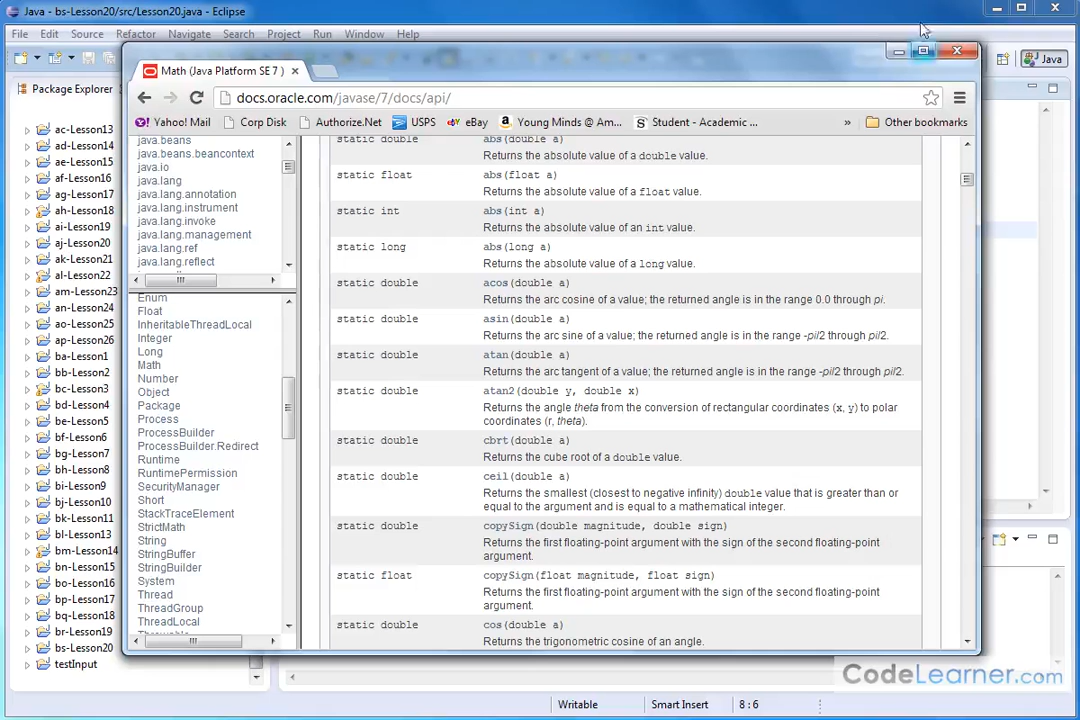 Java - bs-Lesson20/src/Lesson20.java - Eclipse
File Edit Source Refactor Navigate Search Project Run Window Help
Java
Math (Java Platform SE 7 )
docs.oracle.com/javase/7/docs/api/
Yahoo! Mail Corp Disk Authorize.Net USPS eBay Young Minds @ Am... Student - Academic ... » Other bookmarks
Package Explorer
ac-Lesson13
ad-Lesson14
ae-Lesson15
af-Lesson16
ag-Lesson17
ah-Lesson18
ai-Lesson19
aj-Lesson20
ak-Lesson21
al-Lesson22
am-Lesson23
an-Lesson24
ao-Lesson25
ap-Lesson26
ba-Lesson1
bb-Lesson2
bc-Lesson3
bd-Lesson4
be-Lesson5
bf-Lesson6
bg-Lesson7
bh-Lesson8
bi-Lesson9
bj-Lesson10
bk-Lesson11
bl-Lesson13
bm-Lesson14
bn-Lesson15
bo-Lesson16
bp-Lesson17
bq-Lesson18
br-Lesson19
bs-Lesson20
testInput
java.beans
java.beans.beancontext
java.io
java.lang
java.lang.annotation
java.lang.instrument
java.lang.invoke
java.lang.management
java.lang.ref
java.lang.reflect
Enum
Float
InheritableThreadLocal
Integer
Long
Math
Number
Object
Package
Process
ProcessBuilder
ProcessBuilder.Redirect
Runtime
RuntimePermission
SecurityManager
Short
StackTraceElement
StrictMath
String
StringBuffer
StringBuilder
System
Thread
ThreadGroup
ThreadLocal
Throwable
static double abs(double a)
Returns the absolute value of a double value.
static float abs(float a)
Returns the absolute value of a float value.
static int abs(int a)
Returns the absolute value of an int value.
static long abs(long a)
Returns the absolute value of a long value.
static double acos(double a)
Returns the arc cosine of a value; the returned angle is in the range 0.0 through pi.
static double asin(double a)
Returns the arc sine of a value; the returned angle is in the range -pi/2 through pi/2.
static double atan(double a)
Returns the arc tangent of a value; the returned angle is in the range -pi/2 through pi/2.
static double atan2(double y, double x)
Returns the angle theta from the conversion of rectangular coordinates (x, y) to polar
coordinates (r, theta).
static double cbrt(double a)
Returns the cube root of a double value.
static double ceil(double a)
Returns the smallest (closest to negative infinity) double value that is greater than or
equal to the argument and is equal to a mathematical integer.
static double copySign(double magnitude, double sign)
Returns the first floating-point argument with the sign of the second floating-point
argument.
static float copySign(float magnitude, float sign)
Returns the first floating-point argument with the sign of the second floating-point
argument.
static double cos(double a)
Returns the trigonometric cosine of an angle.
CodeLearner.com
Writable Smart Insert 8 : 6